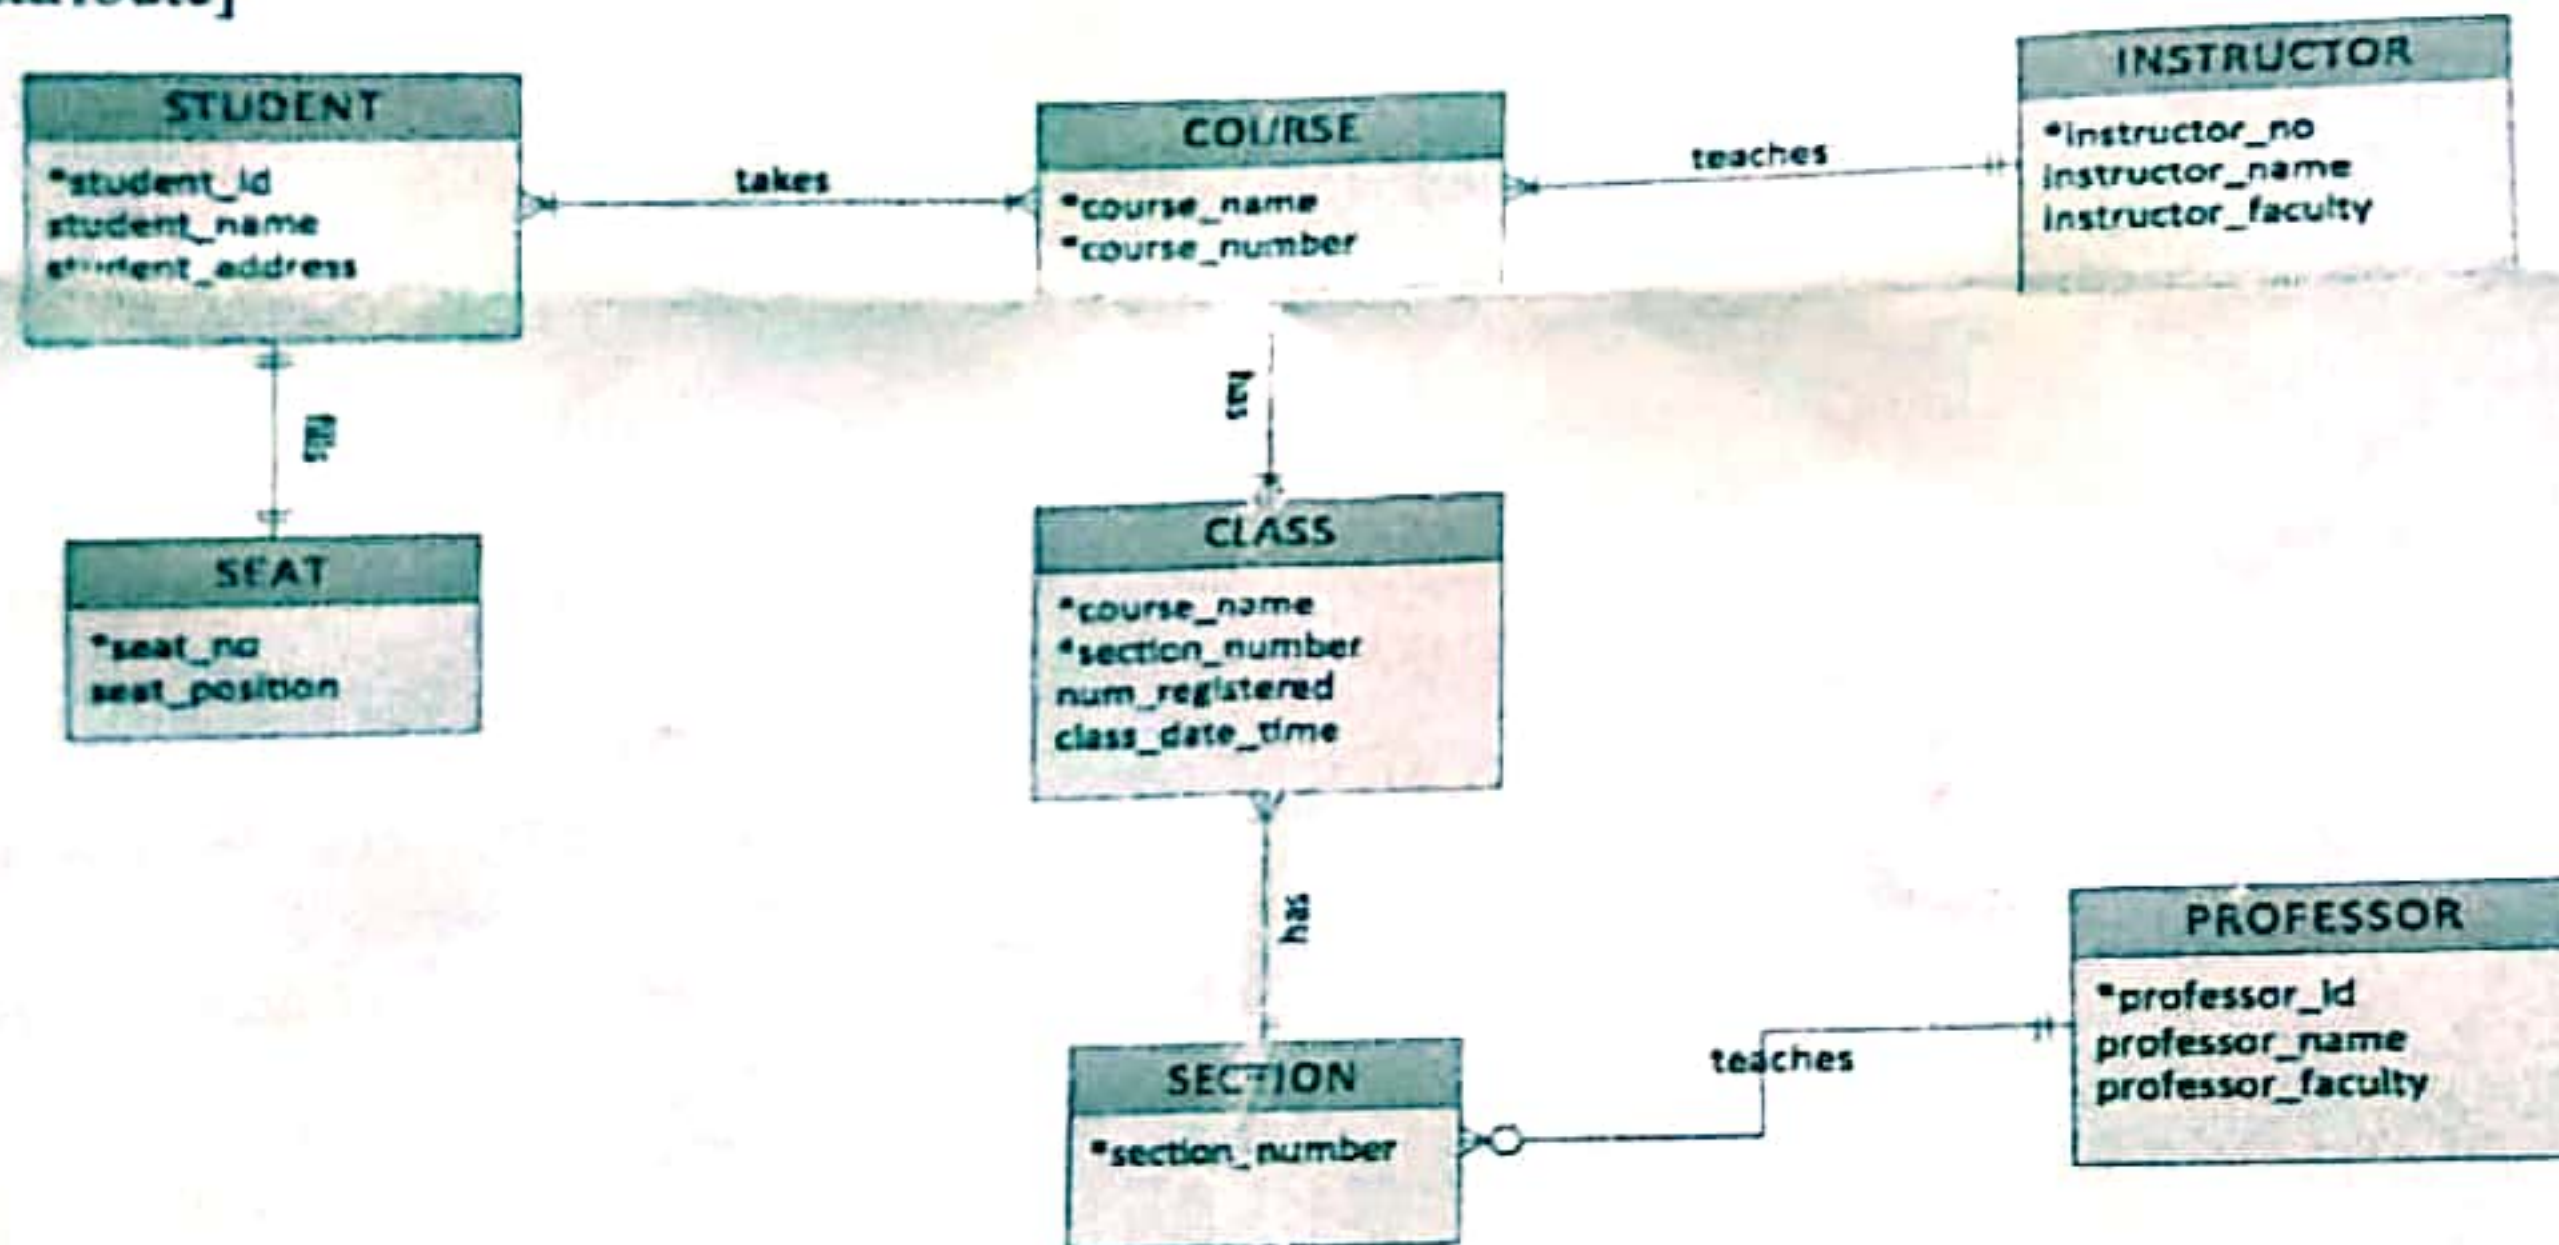 STUDENT
*student_id
student_name
student_address
takes
COURSE
*course_name
*course_number
teaches
INSTRUCTOR
*instructor_no
instructor_name
instructor_faculty
fills
has
SEAT
*seat_no
seat_position
CLASS
*course_name
*section_number
num_registered
class_date_time
has
SECTION
*section_number
teaches
PROFESSOR
*professor_id
professor_name
professor_faculty